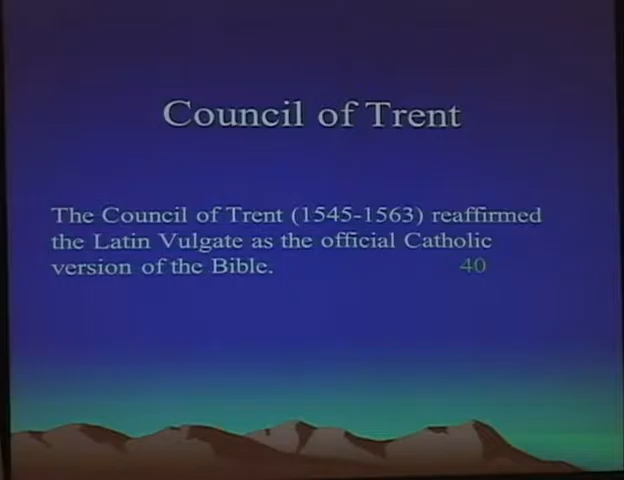 Council of Trent
The Council of Trent (1545-1563) reaffirmed
the Latin Vulgate as the official Catholic
version of the Bible. 40